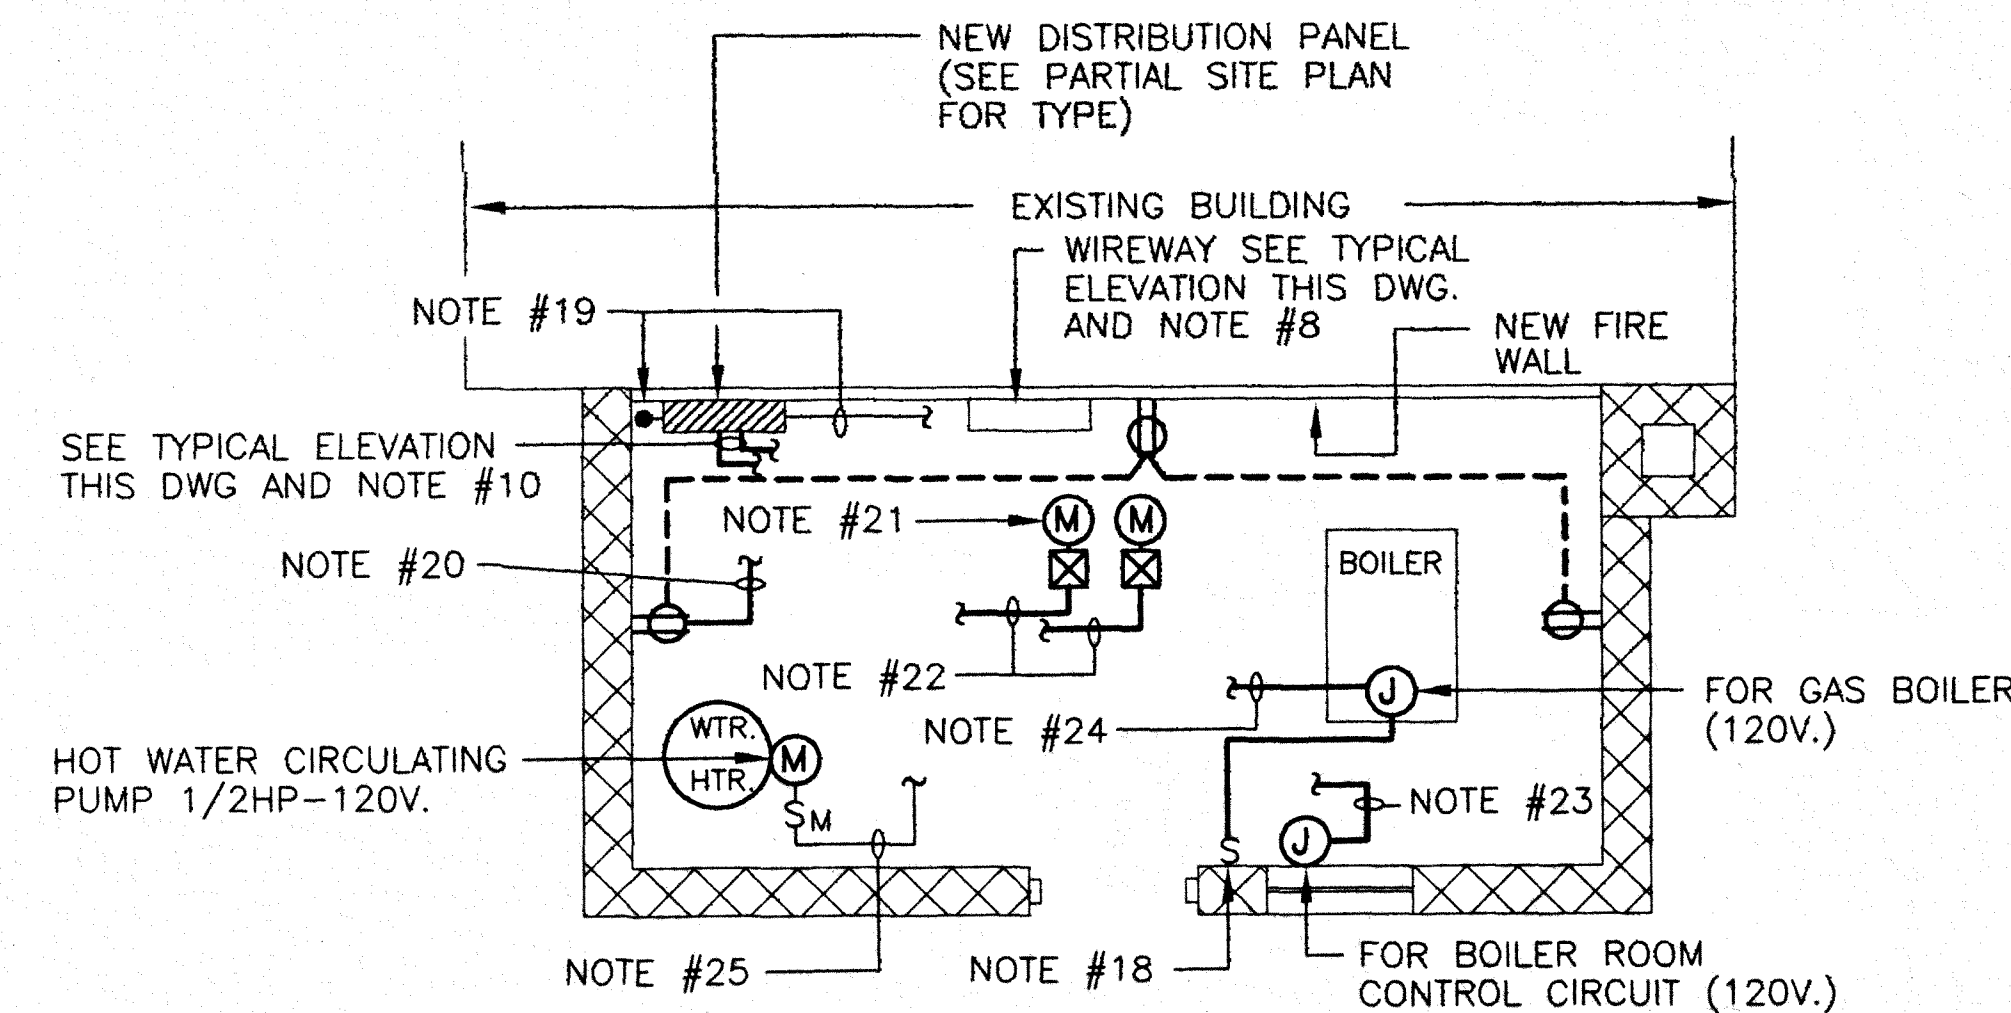 NEW DISTRIBUTION PANEL
(SEE PARTIAL SITE PLAN
FOR TYPE)
EXISTING BUILDING
WIREWAY SEE TYPICAL
ELEVATION THIS DWG.
AND NOTE #8
NOTE #19
NEW FIRE
WALL
SEE TYPICAL ELEVATION
THIS DWG AND NOTE #10
NOTE #21
M
M
NOTE #20
BOILER
NOTE #22
J
FOR GAS BOILER
(120V.)
NOTE #24
WTR.
HTR.
M
HOT WATER CIRCULATING
PUMP 1/2HP-120V.
SM
NOTE #23
S
J
NOTE #25
NOTE #18
FOR BOILER ROOM
CONTROL CIRCUIT (120V.)